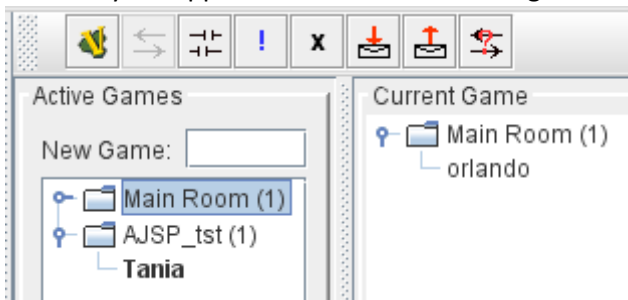 ! x
Active Games
New Game:
Main Room (1)
AJSP_tst (1)
Tania
Current Game
Main Room (1)
orlando